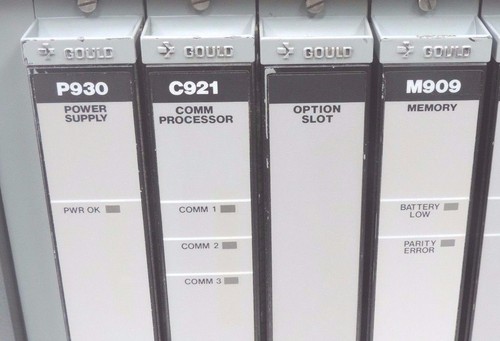 GOULD
P930
POWER
SUPPLY
PWR OK
GOULD
C921
COMM
PROCESSOR
COMM 1
COMM 2
COMM 3
GOULD
OPTION
SLOT
GOULD
M909
MEMORY
BATTERY
LOW
PARITY
ERROR